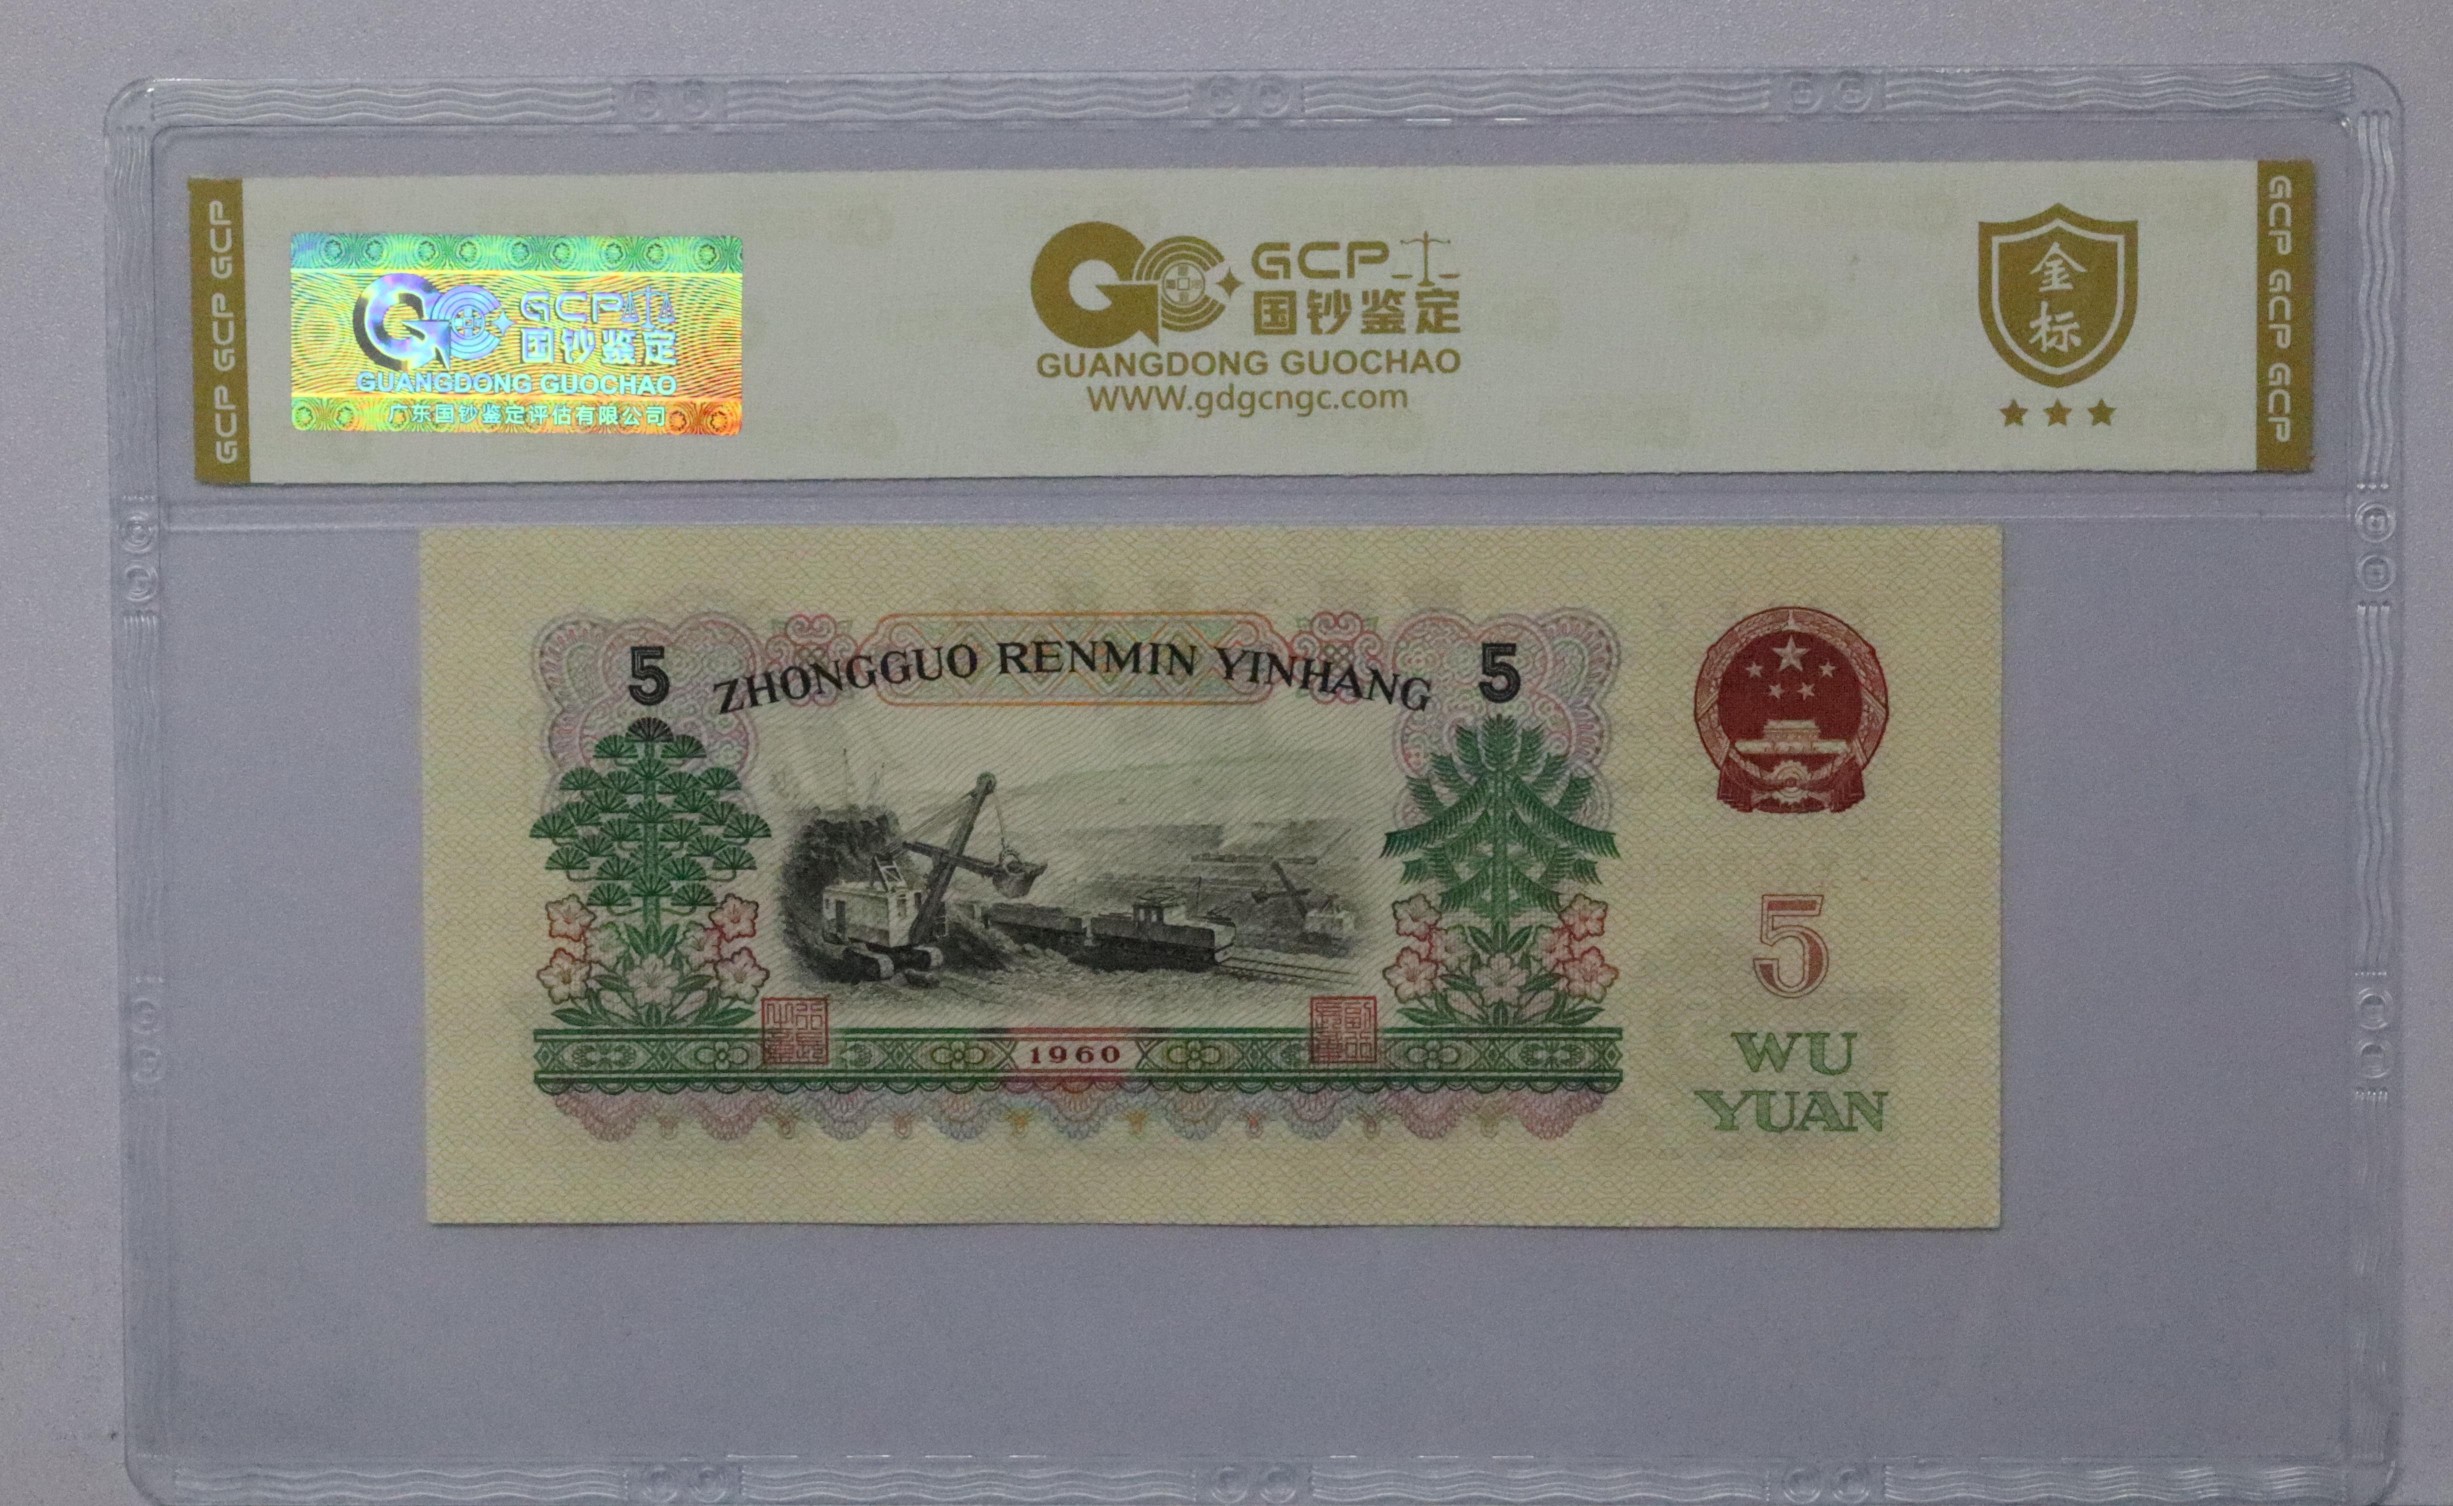 GCP GCP GCP
GCP
国钞鉴定
GUANGDONG GUOCHAO
广东国钞鉴定评估有限公司
GCP
国钞鉴定
GUANGDONG GUOCHAO
WWW.gdgcngc.com
金
标
GCP GCP GCP
5 ZHONGGUO RENMIN YINHANG 5
1960
5
WU
YUAN